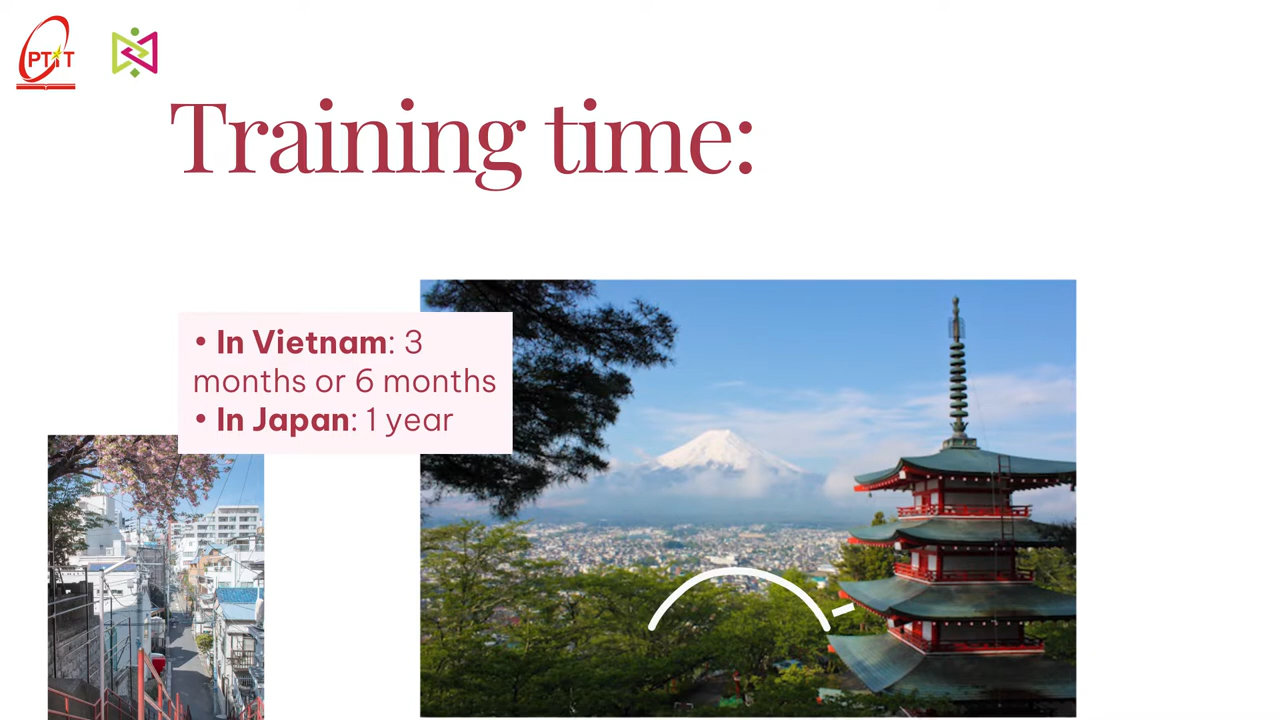 PTiT
Training time:
• In Vietnam: 3
months or 6 months
• In Japan: 1 year